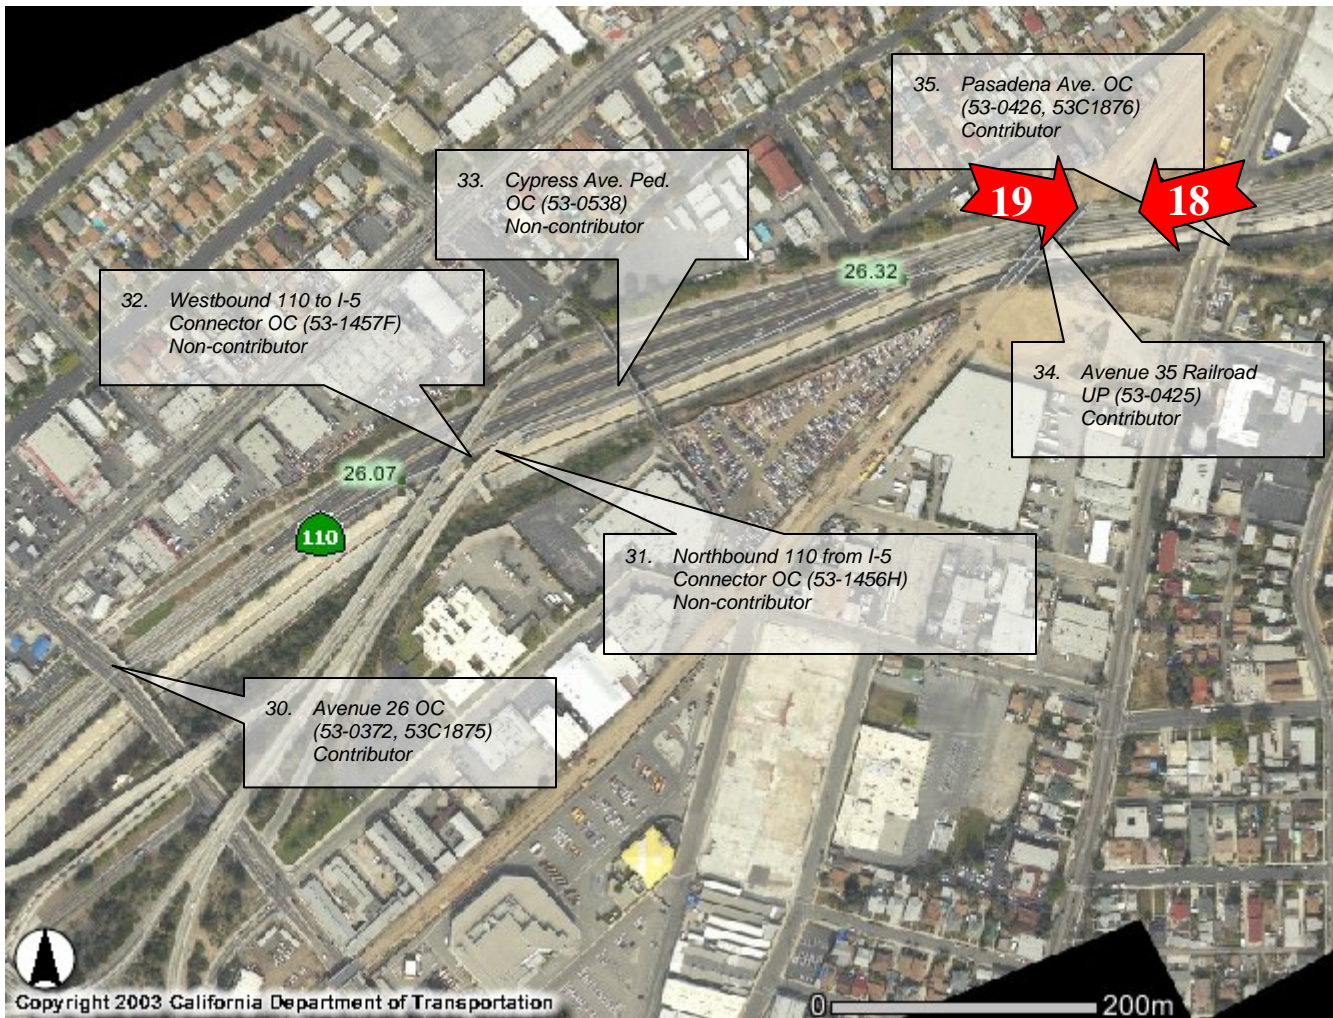 35. Pasadena Ave. OC
(53-0426, 53C1876)
Contributor
19
18
33. Cypress Ave. Ped.
OC (53-0538)
Non-contributor
26.32
32. Westbound 110 to I-5
Connector OC (53-1457F)
Non-contributor
34. Avenue 35 Railroad
UP (53-0425)
Contributor
26.07
110
31. Northbound 110 from I-5
Connector OC (53-1456H)
Non-contributor
30. Avenue 26 OC
(53-0372, 53C1875)
Contributor
Copyright 2003 California Department of Transportation
0 200m